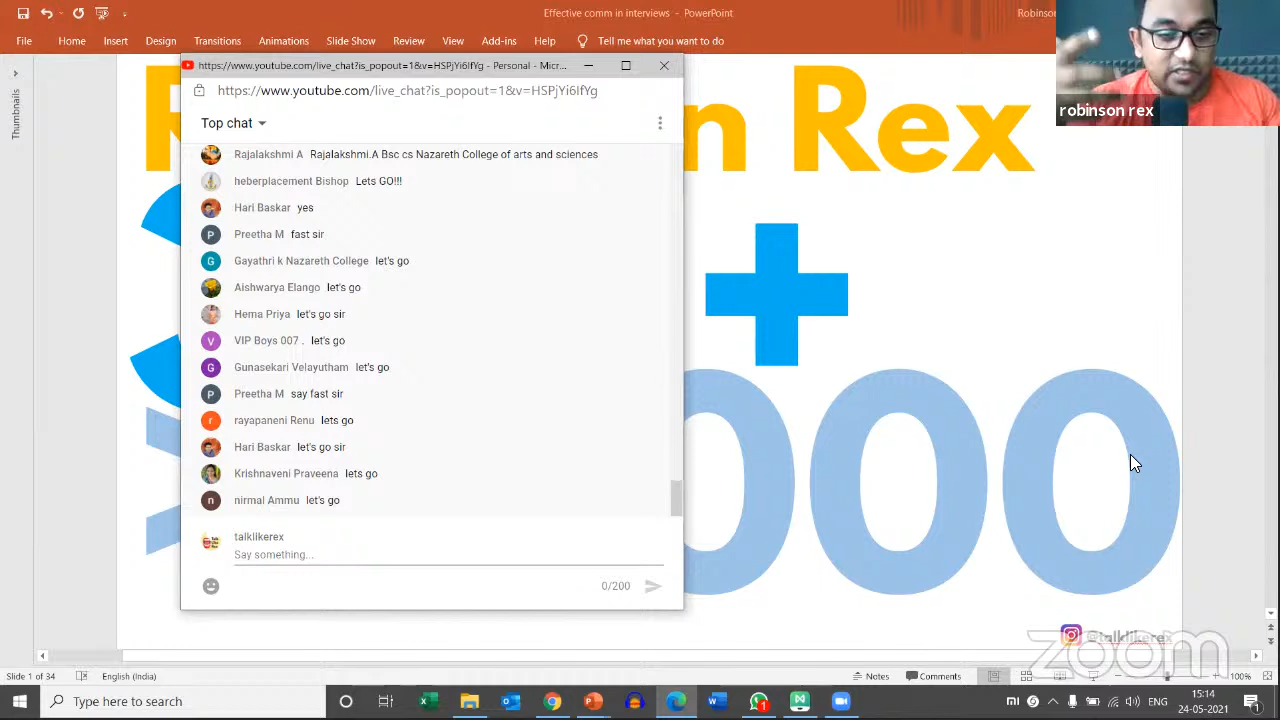 Effective comm in interviews - PowerPoint
Robinson
File Home Insert Design Transitions Animations Slide Show Review View Add-ins Help Tell me what you want to do
robinson rex
Thumbnails
https://www.youtube.com/live_chat?is_popout=1&v=HSPjYi6IfYg - Personal - Micr...
https://www.youtube.com/live_chat?is_popout=1&v=HSPjYi6IfYg
Top chat
n Rex
Rajalakshmi A Rajalakshmi.A Bsc cs Nazareth College of arts and sciences
heberplacement Bishop Lets GO!!!
Hari Baskar yes
P Preetha M fast sir
G Gayathri k Nazareth College let's go
Aishwarya Elango let's go
Hema Priya let's go sir
V VIP Boys 007 . let's go
G Gunasekari Velayutham let's go
P Preetha M say fast sir
r rayapaneni Renu lets go
Hari Baskar let's go sir
Krishnaveni Praveena lets go
n nirmal Ammu let's go
+
000
talklikerex
Say something...
0/200
@talklikerex
zoom
Slide 1 of 34 English (India) Notes Comments 100%
Type here to search
1
mi ENG 15:14
24-05-2021